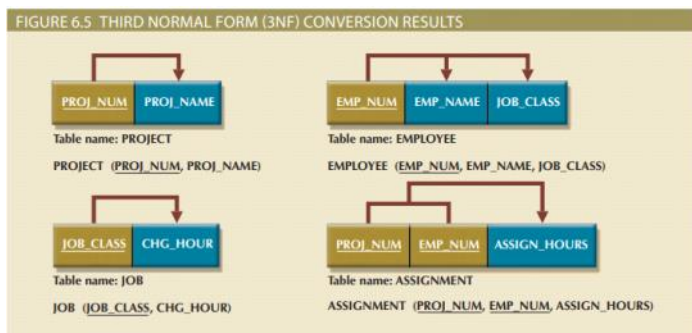 FIGURE 6.5 THIRD NORMAL FORM (3NF) CONVERSION RESULTS
PROJ_NUM PROJ_NAME
Table name: PROJECT
PROJECT (PROJ_NUM, PROJ_NAME)
EMP_NUM EMP_NAME JOB_CLASS
Table name: EMPLOYEE
EMPLOYEE (EMP_NUM, EMP_NAME, JOB_CLASS)
JOB_CLASS CHG_HOUR
Table name: JOB
JOB (JOB_CLASS, CHG_HOUR)
PROJ_NUM EMP_NUM ASSIGN_HOURS
Table name: ASSIGNMENT
ASSIGNMENT (PROJ_NUM, EMP_NUM, ASSIGN_HOURS)